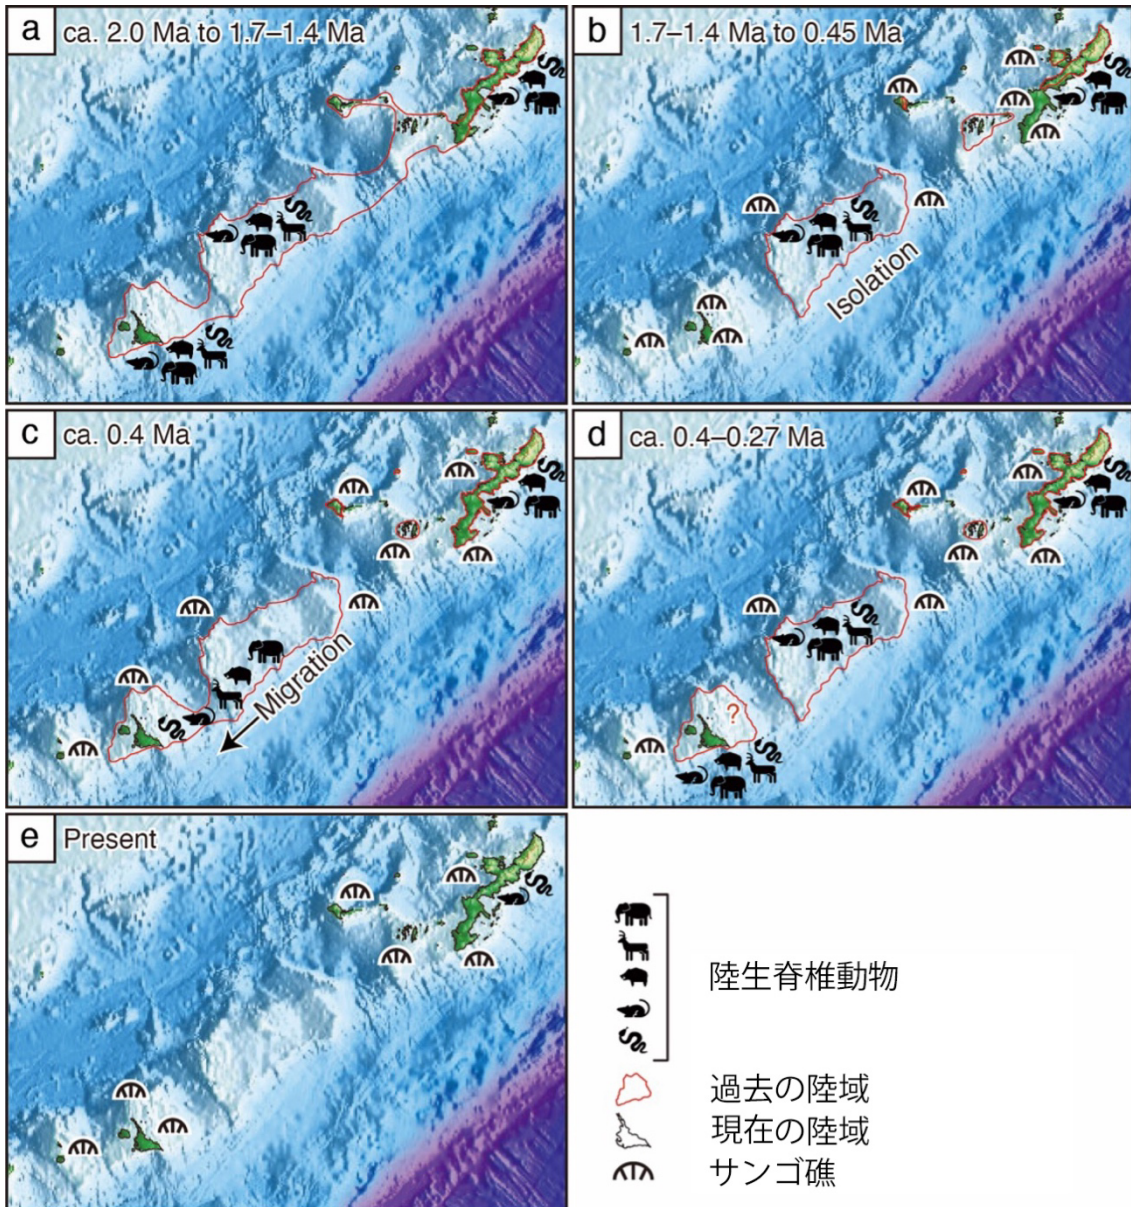 a ca. 2.0 Ma to 1.7–1.4 Ma
b 1.7–1.4 Ma to 0.45 Ma
Isolation
c ca. 0.4 Ma
Migration
d ca. 0.4–0.27 Ma
?
e Present
陸生脊椎動物
過去の陸域
現在の陸域
サンゴ礁